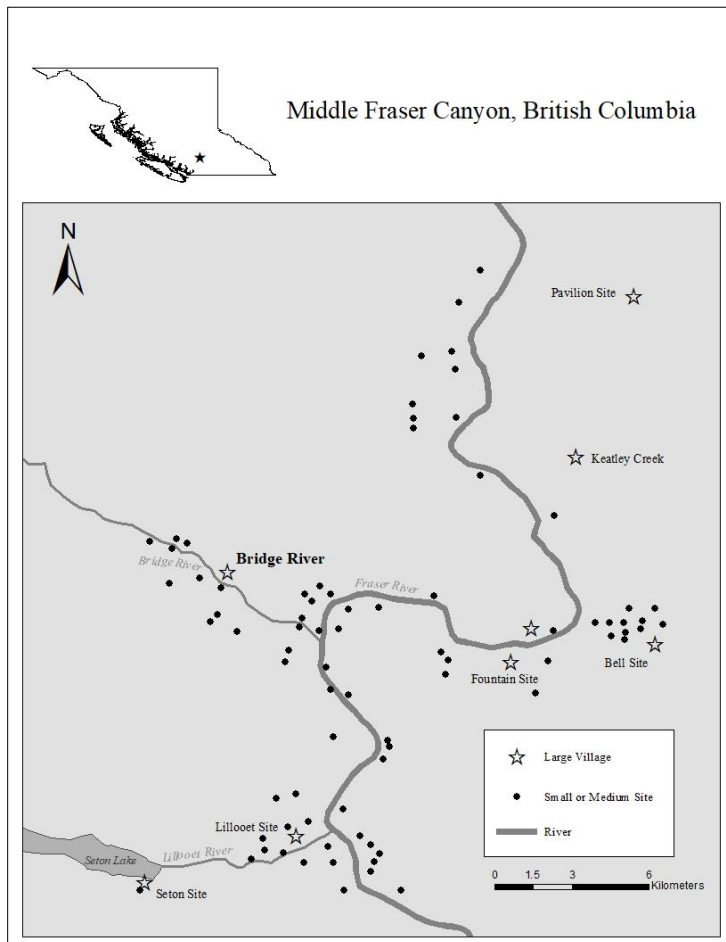 Middle Fraser Canyon, British Columbia
N
Pavilion Site
Keatley Creek
Bridge River
Bridge River
Fraser River
Bell Site
Fountain Site
Large Village
Small or Medium Site
River
Lillooet Site
Lillooet River
Seton Lake
Seton Site
0 1.5 3 6
Kilometers